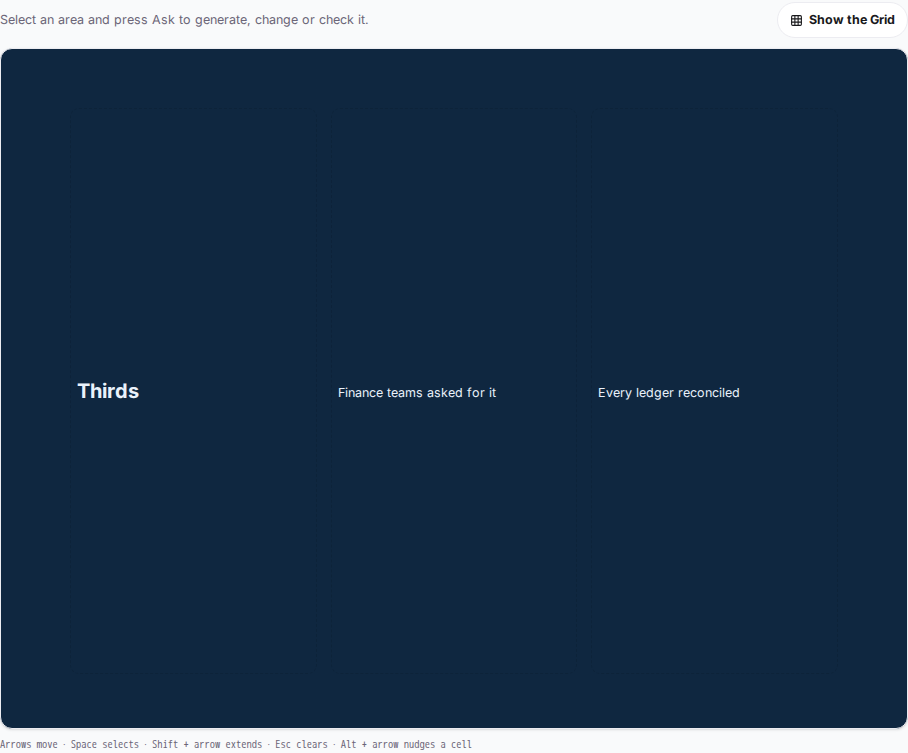 Select an area and press Ask to generate, change or check it.
Show the Grid
Thirds
Finance teams asked for it
Every ledger reconciled
Arrows move · Space selects · Shift + arrow extends · Esc clears · Alt + arrow nudges a cell